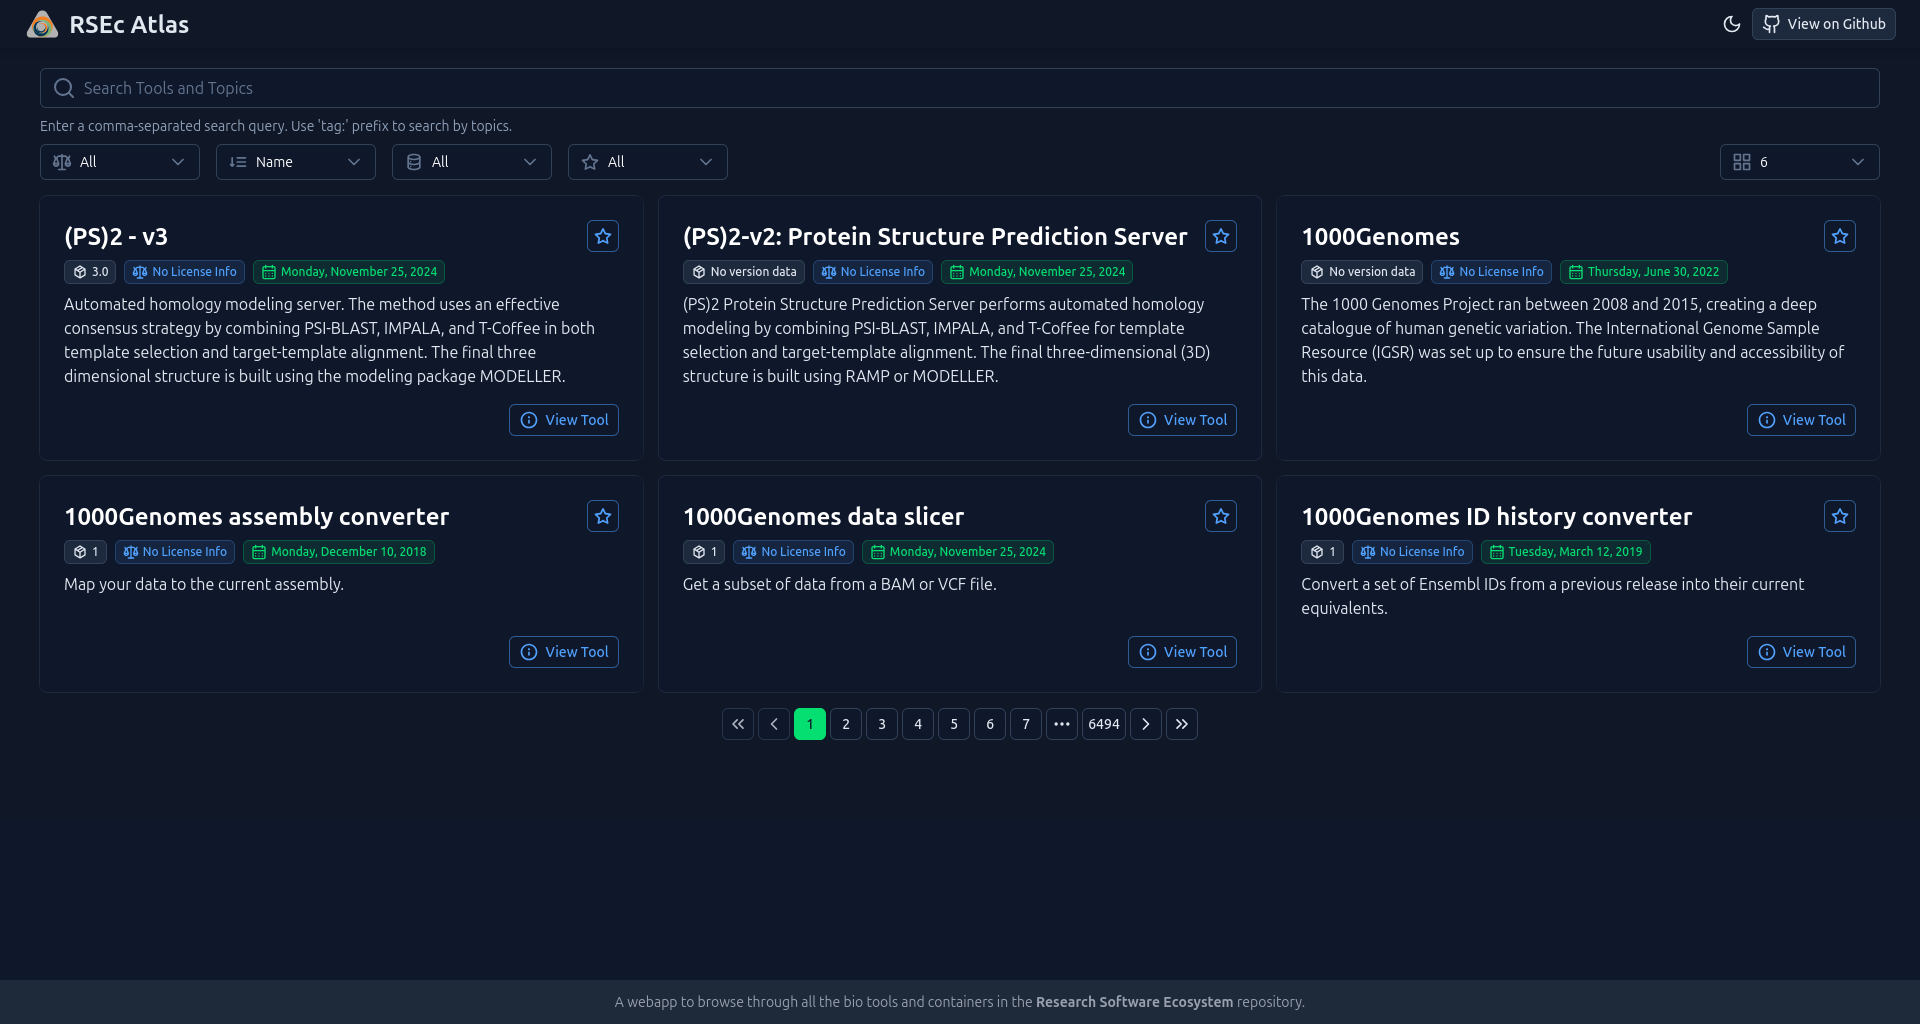 RSEc Atlas
View on Github
Search Tools and Topics
Enter a comma-separated search query. Use 'tag:' prefix to search by topics.
All
Name
All
All
6
(PS)2 - v3
3.0
No License Info
Monday, November 25, 2024
Automated homology modeling server. The method uses an effective
consensus strategy by combining PSI-BLAST, IMPALA, and T-Coffee in both
template selection and target-template alignment. The final three
dimensional structure is built using the modeling package MODELLER.
View Tool
(PS)2-v2: Protein Structure Prediction Server
No version data
No License Info
Monday, November 25, 2024
(PS)2 Protein Structure Prediction Server performs automated homology
modeling by combining PSI-BLAST, IMPALA, and T-Coffee for template
selection and target-template alignment. The final three-dimensional (3D)
structure is built using RAMP or MODELLER.
View Tool
1000Genomes
No version data
No License Info
Thursday, June 30, 2022
The 1000 Genomes Project ran between 2008 and 2015, creating a deep
catalogue of human genetic variation. The International Genome Sample
Resource (IGSR) was set up to ensure the future usability and accessibility of
this data.
View Tool
1000Genomes assembly converter
1
No License Info
Monday, December 10, 2018
Map your data to the current assembly.
View Tool
1000Genomes data slicer
1
No License Info
Monday, November 25, 2024
Get a subset of data from a BAM or VCF file.
View Tool
1000Genomes ID history converter
1
No License Info
Tuesday, March 12, 2019
Convert a set of Ensembl IDs from a previous release into their current
equivalents.
View Tool
1 2 3 4 5 6 7 ••• 6494
A webapp to browse through all the bio tools and containers in the Research Software Ecosystem repository.